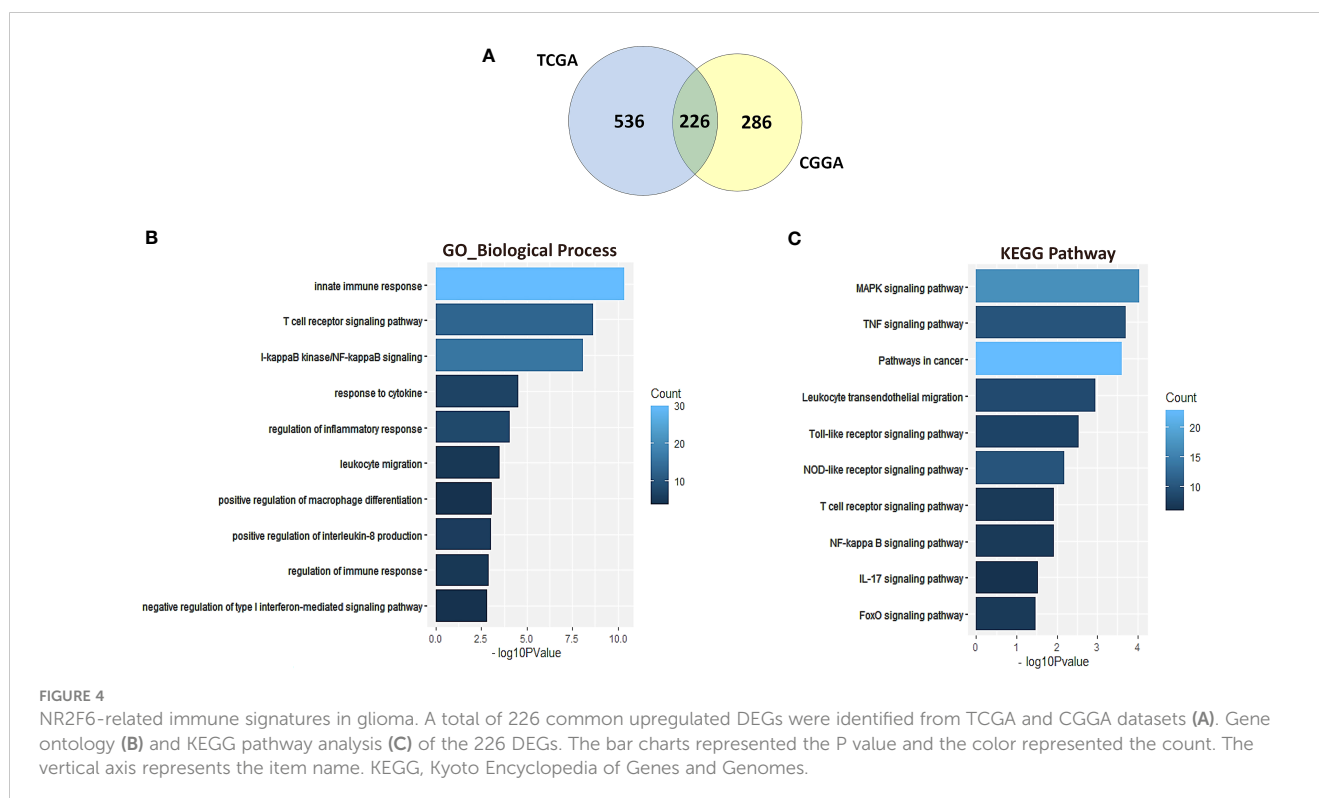 A
TCGA
536
226
286
CGGA
B
GO_Biological Process
innate immune response
T cell receptor signaling pathway
I-kappaB kinase/NF-kappaB signaling
response to cytokine
regulation of inflammatory response
leukocyte migration
positive regulation of macrophage differentiation
positive regulation of interleukin-8 production
regulation of immune response
negative regulation of type I interferon-mediated signaling pathway
0.0 2.5 5.0 7.5 10.0
- log10PValue
Count
30
20
10
C
KEGG Pathway
MAPK signaling pathway
TNF signaling pathway
Pathways in cancer
Leukocyte transendothelial migration
Toll-like receptor signaling pathway
NOD-like receptor signaling pathway
T cell receptor signaling pathway
NF-kappa B signaling pathway
IL-17 signaling pathway
FoxO signaling pathway
0 1 2 3 4
- log10Pvalue
Count
20
15
10
FIGURE 4
NR2F6-related immune signatures in glioma. A total of 226 common upregulated DEGs were identified from TCGA and CGGA datasets (A). Gene
ontology (B) and KEGG pathway analysis (C) of the 226 DEGs. The bar charts represented the P value and the color represented the count. The
vertical axis represents the item name. KEGG, Kyoto Encyclopedia of Genes and Genomes.